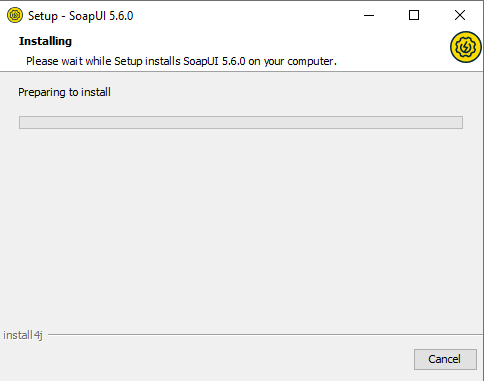 Setup - SoapUI 5.6.0
Installing
Please wait while Setup installs SoapUI 5.6.0 on your computer.
Preparing to install
install4j
Cancel